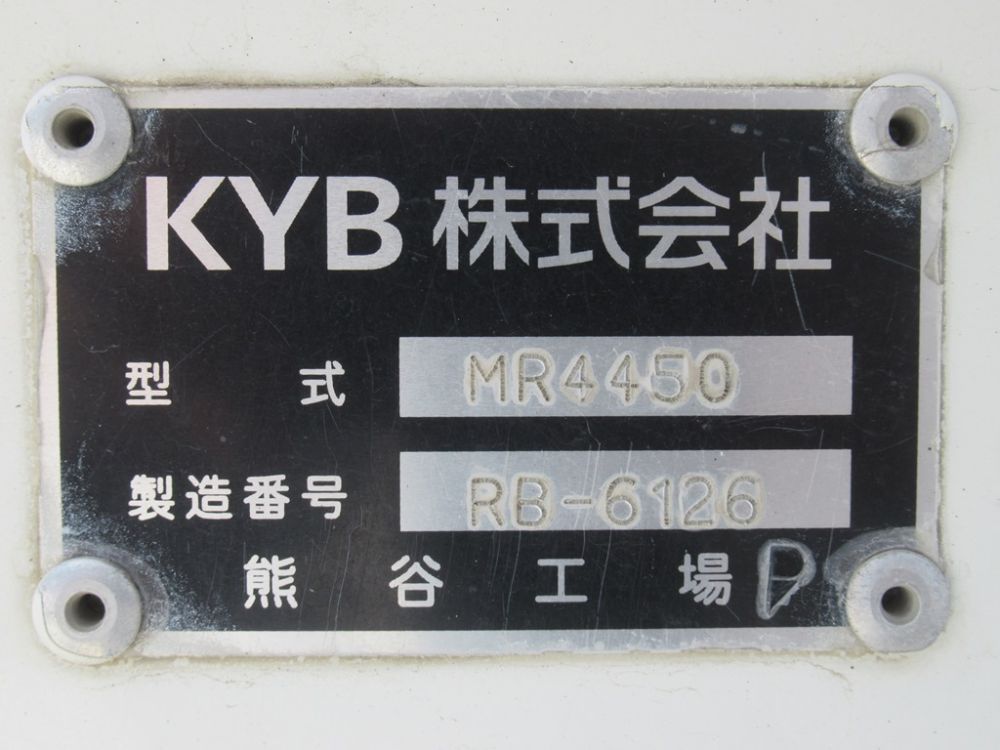 KYB 株式会社
型 式 MR4450
製造番号 RB-6126
熊谷工場